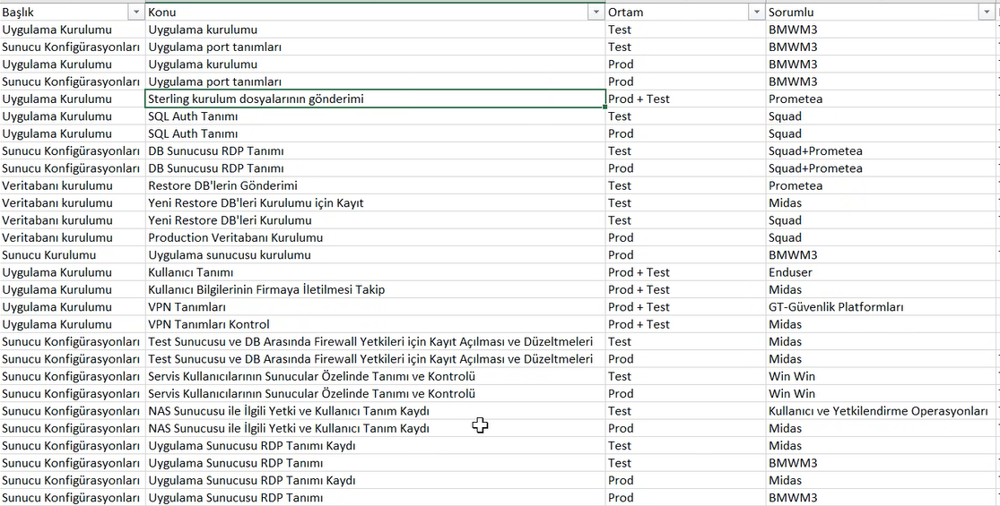 Başlık Konu Ortam Sorumlu
Uygulama Kurulumu Uygulama kurulumu Test BMWM3
Sunucu Konfigürasyonları Uygulama port tanımları Test BMWM3
Uygulama Kurulumu Uygulama kurulumu Prod BMWM3
Sunucu Konfigürasyonları Uygulama port tanımları Prod BMWM3
Uygulama Kurulumu Sterling kurulum dosyalarının gönderimi Prod + Test Prometea
Uygulama Kurulumu SQL Auth Tanımı Test Squad
Uygulama Kurulumu SQL Auth Tanımı Prod Squad
Sunucu Konfigürasyonları DB Sunucusu RDP Tanımı Test Squad+Prometea
Sunucu Konfigürasyonları DB Sunucusu RDP Tanımı Prod Squad+Prometea
Veritabanı kurulumu Restore DB'lerin Gönderimi Test Prometea
Veritabanı kurulumu Yeni Restore DB'leri Kurulumu için Kayıt Test Midas
Veritabanı kurulumu Yeni Restore DB'leri Kurulumu Test Squad
Veritabanı kurulumu Production Veritabanı Kurulumu Prod Squad
Sunucu Kurulumu Uygulama sunucusu kurulumu Prod BMWM3
Uygulama Kurulumu Kullanıcı Tanımı Prod + Test Enduser
Uygulama Kurulumu Kullanıcı Bilgilerinin Firmaya İletilmesi Takip Prod + Test Midas
Uygulama Kurulumu VPN Tanımları Prod + Test GT-Güvenlik Platformları
Uygulama Kurulumu VPN Tanımları Kontrol Prod + Test Midas
Sunucu Konfigürasyonları Test Sunucusu ve DB Arasında Firewall Yetkileri için Kayıt Açılması ve Düzeltmeleri Test Midas
Sunucu Konfigürasyonları Test Sunucusu ve DB Arasında Firewall Yetkileri için Kayıt Açılması ve Düzeltmeleri Prod Midas
Sunucu Konfigürasyonları Servis Kullanıcılarının Sunucular Özelinde Tanımı ve Kontrolü Test Win Win
Sunucu Konfigürasyonları Servis Kullanıcılarının Sunucular Özelinde Tanımı ve Kontrolü Prod Win Win
Sunucu Konfigürasyonları NAS Sunucusu ile İlgili Yetki ve Kullanıcı Tanım Kaydı Test Kullanıcı ve Yetkilendirme Operasyonları
Sunucu Konfigürasyonları NAS Sunucusu ile İlgili Yetki ve Kullanıcı Tanım Kaydı Prod Midas
Sunucu Konfigürasyonları Uygulama Sunucusu RDP Tanımı Kaydı Test Midas
Sunucu Konfigürasyonları Uygulama Sunucusu RDP Tanımı Test BMWM3
Sunucu Konfigürasyonları Uygulama Sunucusu RDP Tanımı Kaydı Prod Midas
Sunucu Konfigürasyonları Uygulama Sunucusu RDP Tanımı Prod BMWM3